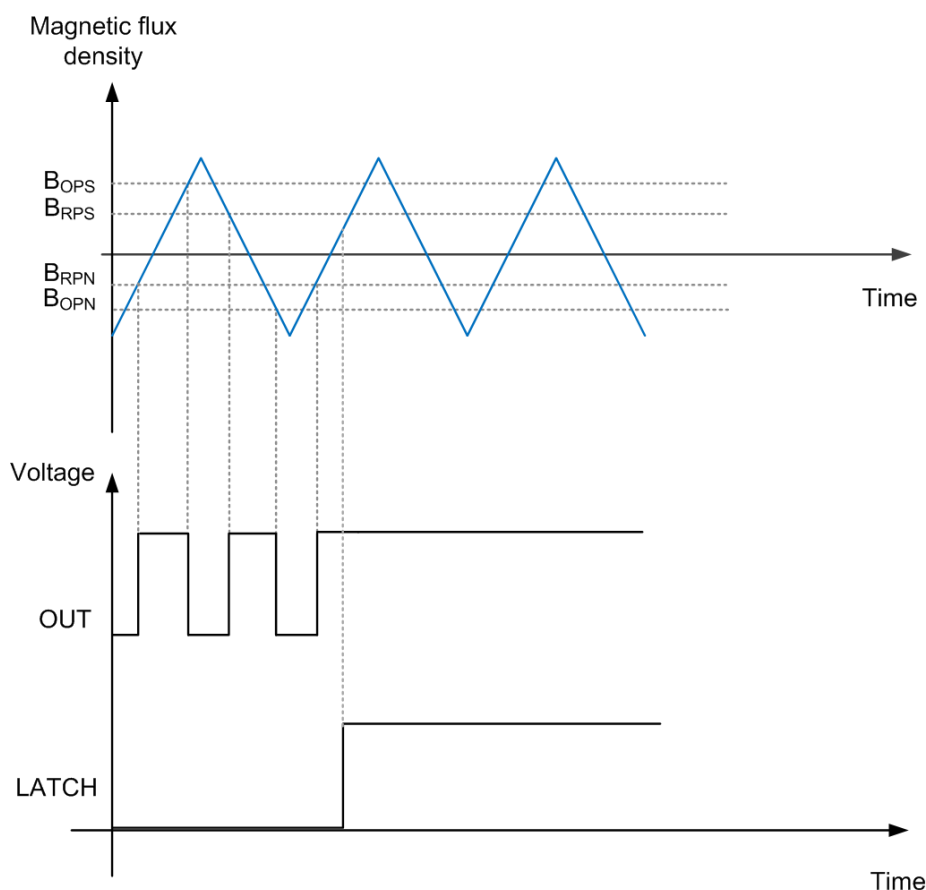 Magnetic flux
density
BOPS
BRPS
BRPN
BOPN
Time
Voltage
OUT
LATCH
Time